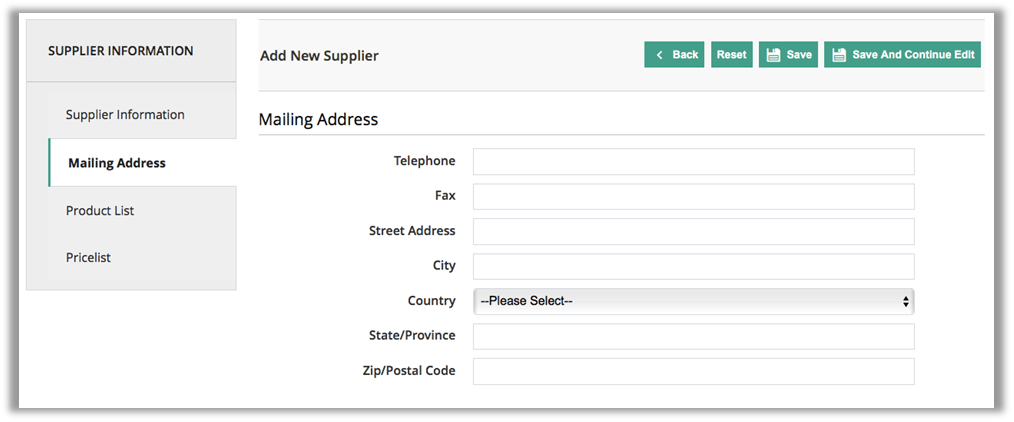 SUPPLIER INFORMATION
Supplier Information
Mailing Address
Product List
Pricelist
Add New Supplier
Back
Reset
Save
Save And Continue Edit
Mailing Address
Telephone
Fax
Street Address
City
Country
--Please Select--
State/Province
Zip/Postal Code